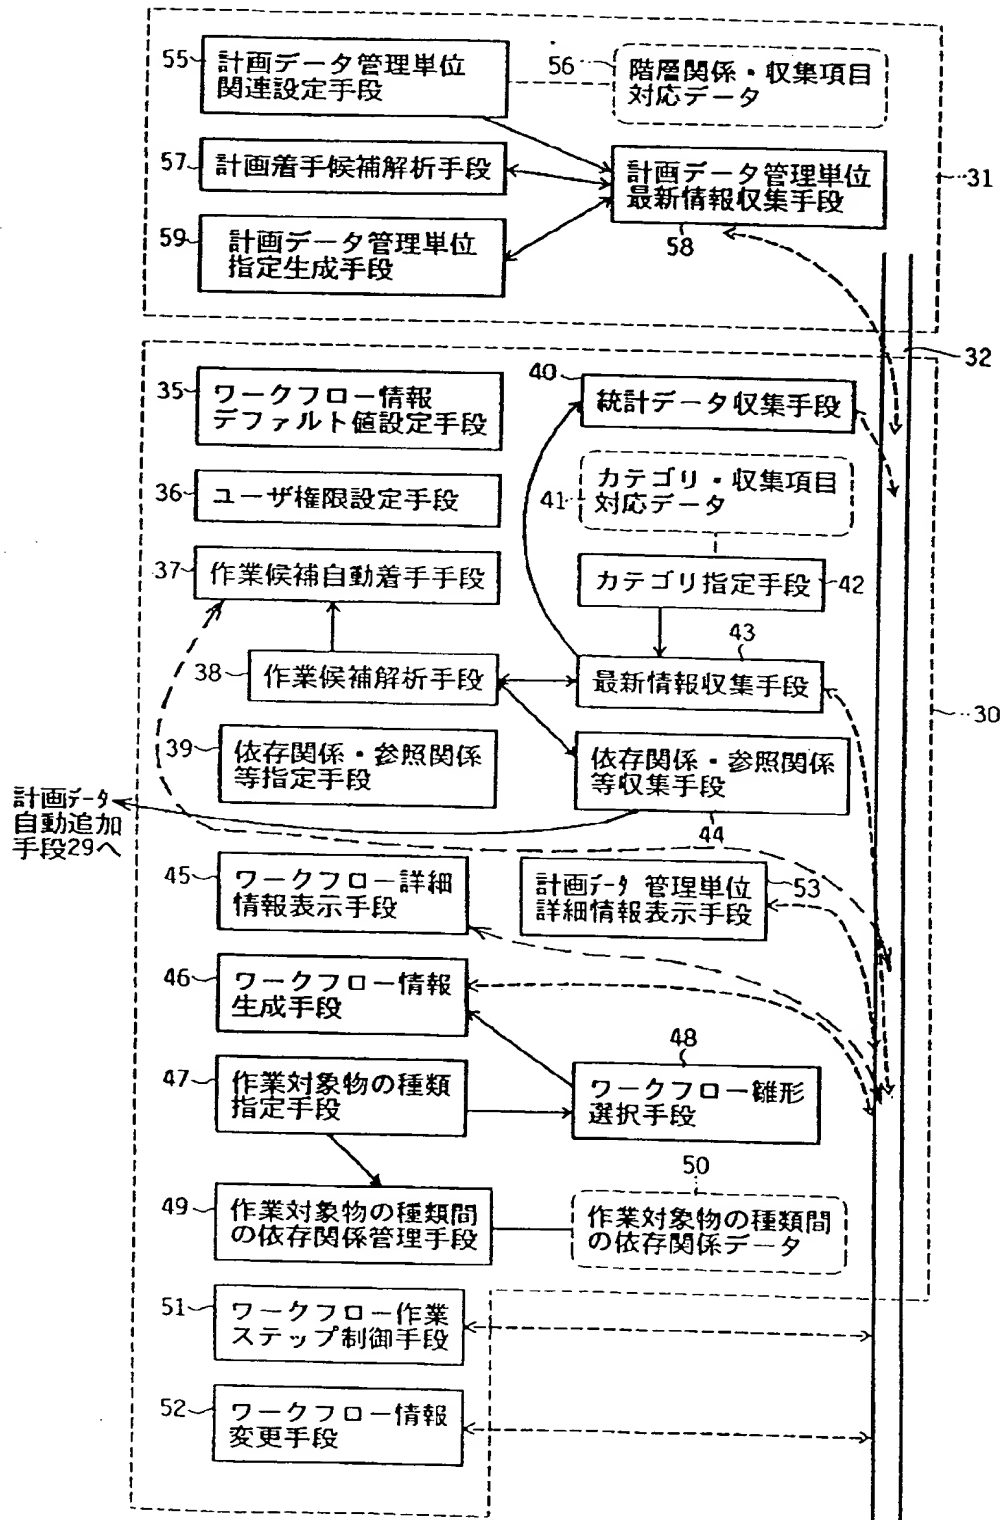 55
計画データ管理単位
関連設定手段
56
階層関係・収集項目
対応データ
57
計画着手候補解析手段
計画データ管理単位
最新情報収集手段
58
31
59
計画データ管理単位
指定生成手段
32
35
ワークフロー情報
デファルト値設定手段
40
統計データ収集手段
36
ユーザ権限設定手段
41
カテゴリ・収集項目
対応データ
37
作業候補自動着手手段
カテゴリ指定手段
42
38
作業候補解析手段
43
最新情報収集手段
30
39
依存関係・参照関係
等指定手段
依存関係・参照関係
等収集手段
44
計画データ
自動追加
手段29へ
45
ワークフロー詳細
情報表示手段
計画データ 管理単位
詳細情報表示手段
53
46
ワークフロー情報
生成手段
47
作業対象物の種類
指定手段
48
ワークフロー雛形
選択手段
49
作業対象物の種類間
の依存関係管理手段
50
作業対象物の種類間
の依存関係データ
51
ワークフロー作業
ステップ制御手段
52
ワークフロー情報
変更手段